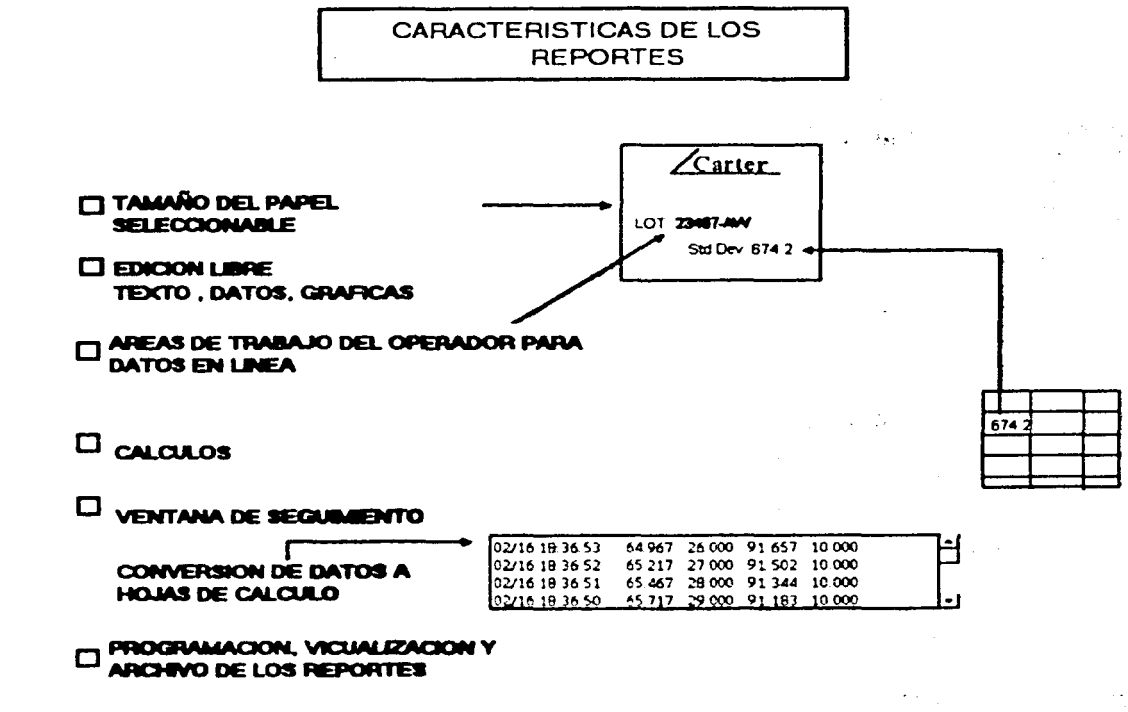 CARACTERISTICAS DE LOS
REPORTES
Carter
LOT 23467-AW
Std Dev 674 2
TAMAÑO DEL PAPEL
SELECCIONABLE
EDICION LIBRE
TEXTO , DATOS, GRAFICAS
AREAS DE TRABAJO DEL OPERADOR PARA
DATOS EN LINEA
674 2
CALCULOS
VENTANA DE SEGUIMIENTO
02/16 18 36 53 64 967 26 000 91 657 10 000
02/16 18 36 52 65 217 27 000 91 502 10 000
02/16 18 36 51 65 467 28 000 91 344 10 000
02/16 18 36 50 65 717 29 000 91 183 10 000
CONVERSION DE DATOS A
HOJAS DE CALCULO
PROGRAMACION, VICUALIZACION Y
ARCHIVO DE LOS REPORTES